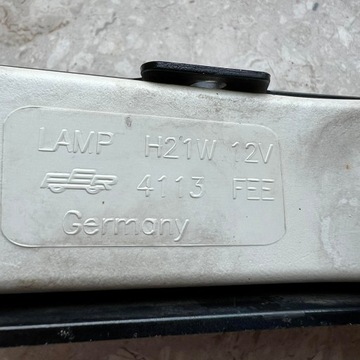 LAMP H21W 12V
4113 FEE
Germany